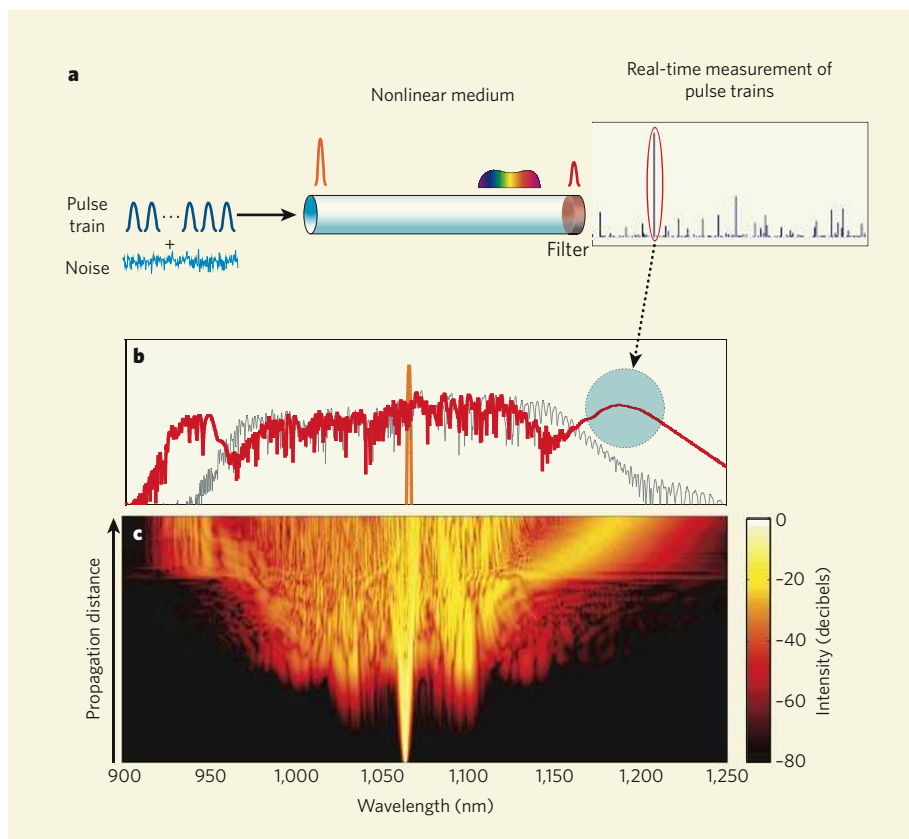 a
Nonlinear medium
Real-time measurement of
pulse trains
Pulse
train
+
Noise
Filter
b
c
Propagation distance
0
-20
-40
-60
-80
Intensity (decibels)
900 950 1,000 1,050 1,100 1,150 1,200 1,250
Wavelength (nm)